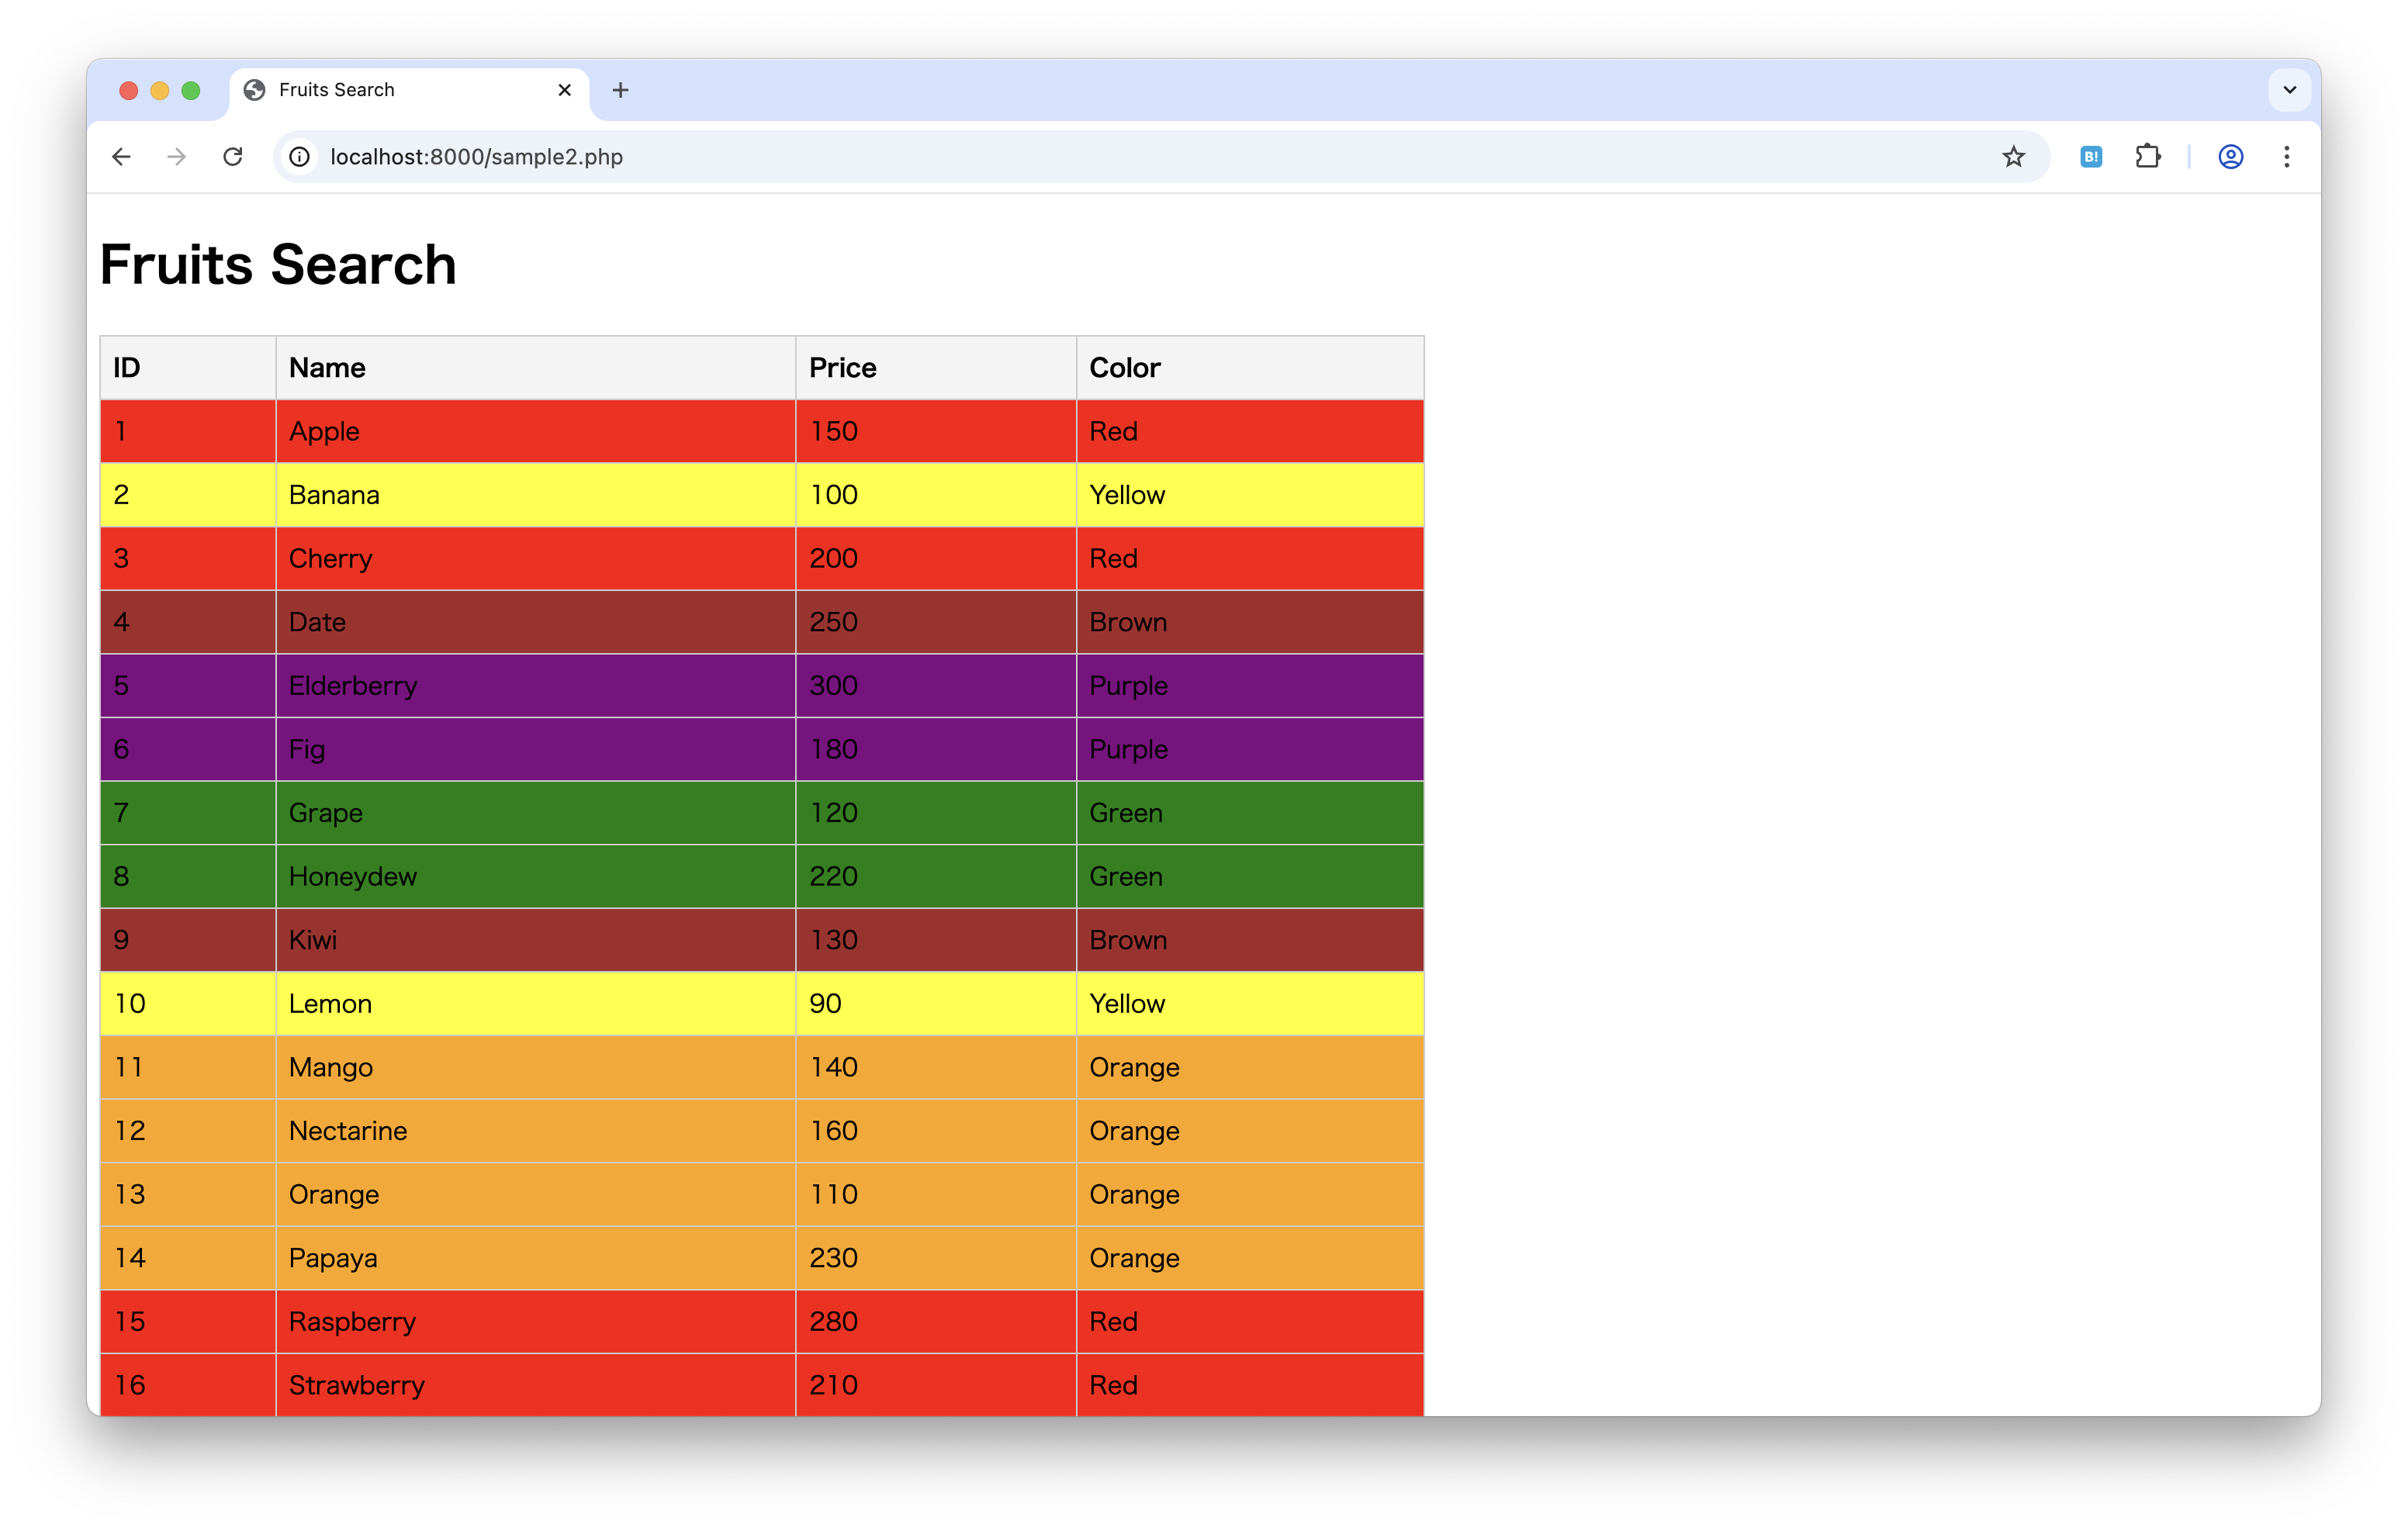 Fruits Search
localhost:8000/sample2.php
B!
Fruits Search
ID Name Price Color
1 Apple 150 Red
2 Banana 100 Yellow
3 Cherry 200 Red
4 Date 250 Brown
5 Elderberry 300 Purple
6 Fig 180 Purple
7 Grape 120 Green
8 Honeydew 220 Green
9 Kiwi 130 Brown
10 Lemon 90 Yellow
11 Mango 140 Orange
12 Nectarine 160 Orange
13 Orange 110 Orange
14 Papaya 230 Orange
15 Raspberry 280 Red
16 Strawberry 210 Red